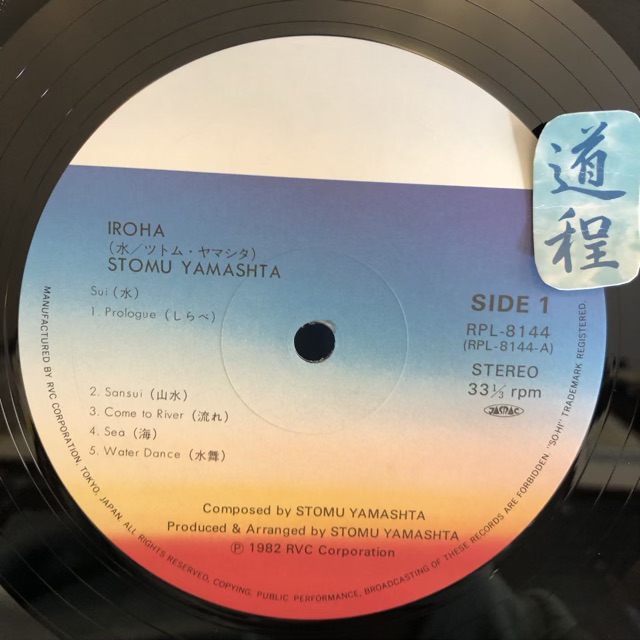 IROHA
(水/ツトム・ヤマシタ)
STOMU YAMASHTA
Sui (水)
1. Prologue (しらべ)
2. Sansui (山水)
3. Come to River (流れ)
4. Sea (海)
5. Water Dance (水舞)
SIDE 1
RPL-8144
(RPL-8144-A)
STEREO
33 1/3 rpm
JASRAC
Composed by STOMU YAMASHTA
Produced & Arranged by STOMU YAMASHTA
Ⓟ 1982 RVC Corporation
MANUFACTURED BY RVC CORPORATION, TOKYO, JAPAN. ALL RIGHTS RESERVED, COPYING, PUBLIC PERFORMANCE, BROADCASTING OF THESE RECORDS ARE FORBIDDEN. "SO-HI" TRADEMARK REGISTERED.
道程